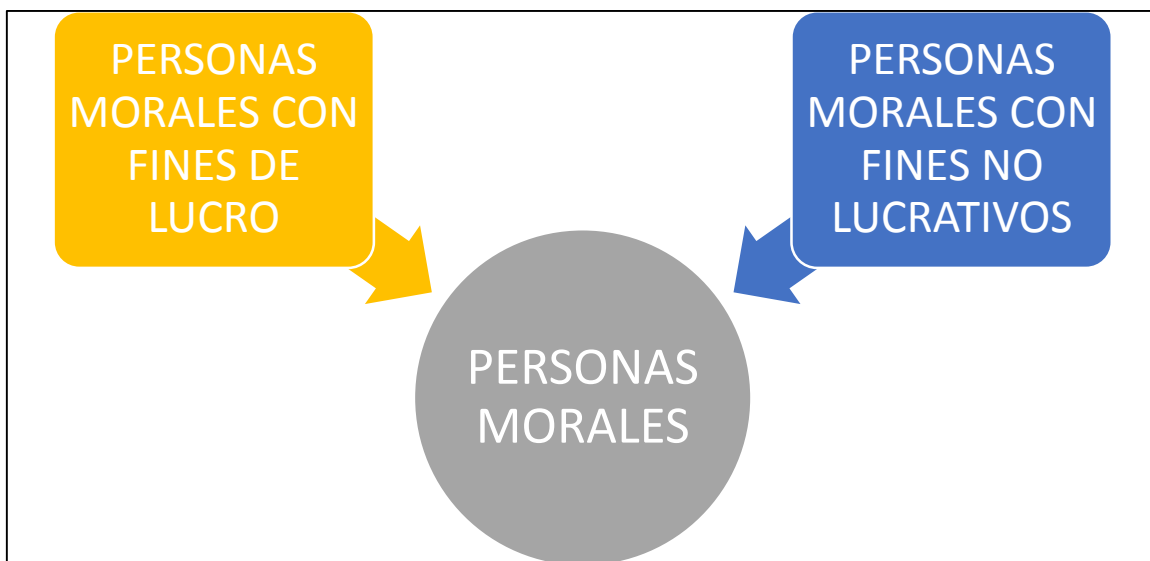 PERSONAS
MORALES CON
FINES DE
LUCRO
PERSONAS
MORALES CON
FINES NO
LUCRATIVOS
PERSONAS
MORALES